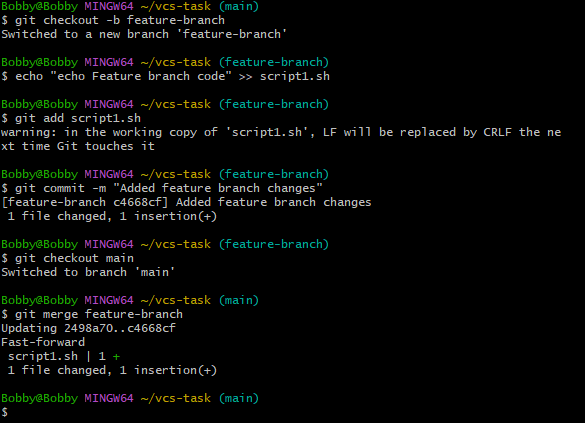 Bobby@Bobby MINGW64 ~/vcs-task (main)
$ git checkout -b feature-branch
Switched to a new branch 'feature-branch'
Bobby@Bobby MINGW64 ~/vcs-task (feature-branch)
$ echo "echo Feature branch code" >> script1.sh
Bobby@Bobby MINGW64 ~/vcs-task (feature-branch)
$ git add script1.sh
warning: in the working copy of 'script1.sh', LF will be replaced by CRLF the ne
xt time Git touches it
Bobby@Bobby MINGW64 ~/vcs-task (feature-branch)
$ git commit -m "Added feature branch changes"
[feature-branch c4668cf] Added feature branch changes
 1 file changed, 1 insertion(+)
Bobby@Bobby MINGW64 ~/vcs-task (feature-branch)
$ git checkout main
Switched to branch 'main'
Bobby@Bobby MINGW64 ~/vcs-task (main)
$ git merge feature-branch
Updating 2498a70..c4668cf
Fast-forward
 script1.sh | 1 +
 1 file changed, 1 insertion(+)
Bobby@Bobby MINGW64 ~/vcs-task (main)
$